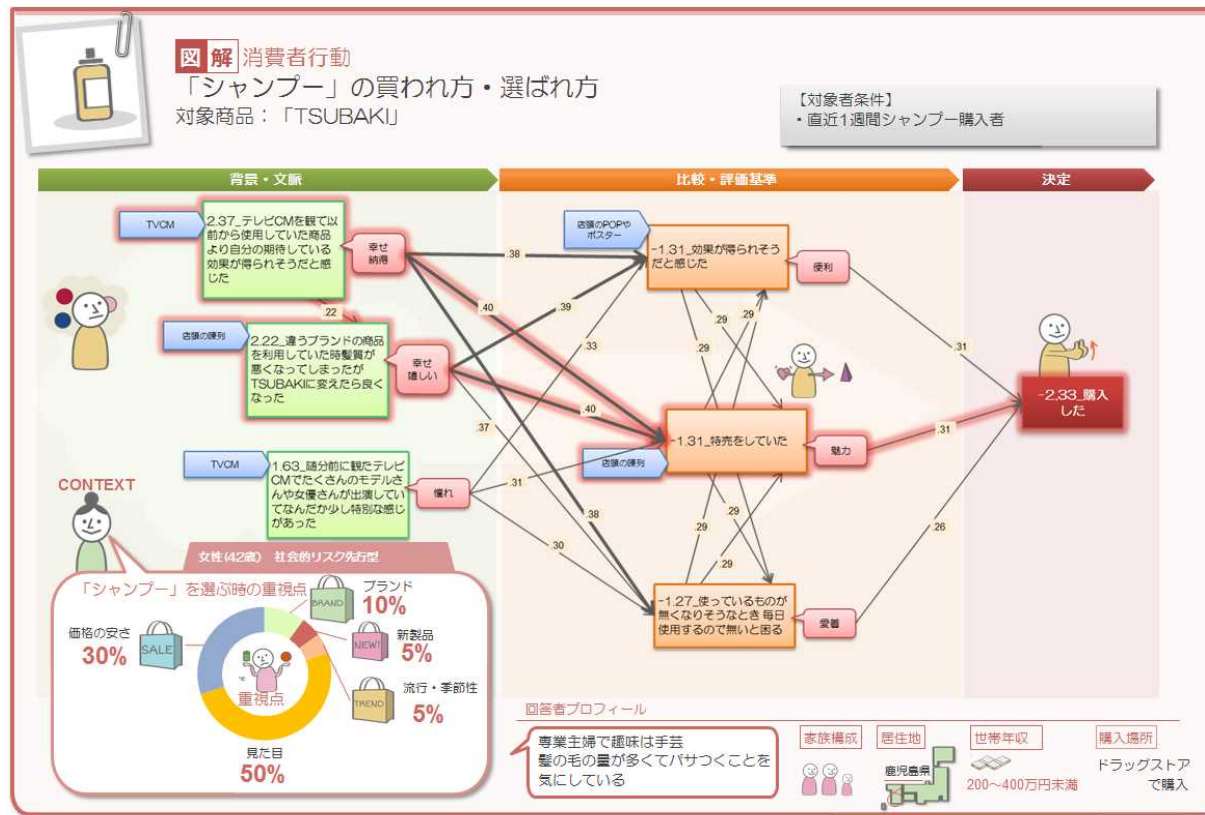 図解 消費者行動
「シャンプー」の買われ方・選ばれ方
対象商品：「TSUBAKI」
【対象者条件】
・直近1週間シャンプー購入者
背景・文脈
比較・評価基準
決定
TVCM
2.37_テレビCMを観て以
前から使用していた商品
より自分の期待している
効果が得られそうだと感
じた
幸せ
納得
店頭のPOPや
ポスター
-1.31_効果が得られそう
だと感じた
便利
.38
.40
.39
.22
.29
.29
.29
.33
店頭の陳列
2.22_違うブランドの商品
を利用していた時髪質が
悪くなってしまったが
TSUBAKIに変えたら良く
なった
幸せ
嬉しい
.31
-2.33_購入
した
.40
.37
-1.31_特売をしていた
店頭の陳列
魅力
.31
TVCM
1.63_随分前に観たテレビ
CMでたくさんのモデルさ
んや女優さんが出演してい
てなんだか少し特別な感じ
があった
憧れ
.31
.38
.29
.29
.30
.29
.26
-1.27_使っているものが
無くなりそうなとき 毎日
使用するので無いと困る
愛着
CONTEXT
女性(42歳) 社会的リスク先行型
「シャンプー」を選ぶ時の重視点
BRAND
ブランド
10%
価格の安さ
30%
SALE
NEW!
新製品
5%
重視点
TREND
流行・季節性
5%
見た目
50%
回答者プロフィール
専業主婦で趣味は手芸
髪の毛の量が多くてパサつくことを
気にしている
家族構成
居住地
鹿児島県
世帯年収
200～400万円未満
購入場所
ドラッグストア
で購入